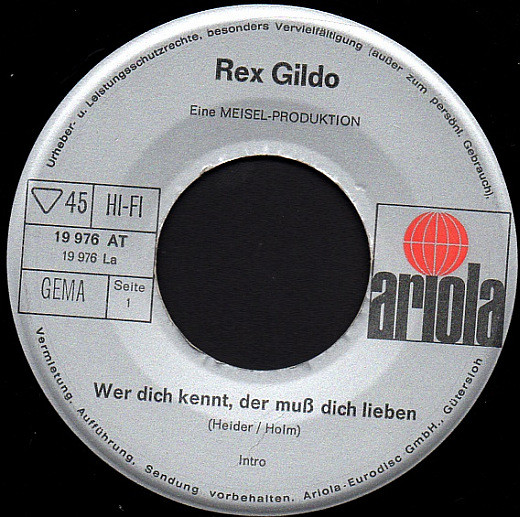 Urheber- u. Leistungsschutzrechte, besonders Vervielfältigung (außer zum persönl. Gebrauch),
Rex Gildo
Eine MEISEL-PRODUKTION
45 HI-FI
19 976 AT
19 976 La
GEMA Seite 1
ariola
Wer dich kennt, der muß dich lieben
(Heider / Holm)
Intro
Vermietung, Aufführung, Sendung vorbehalten. Ariola-Eurodisc GmbH., Gütersloh